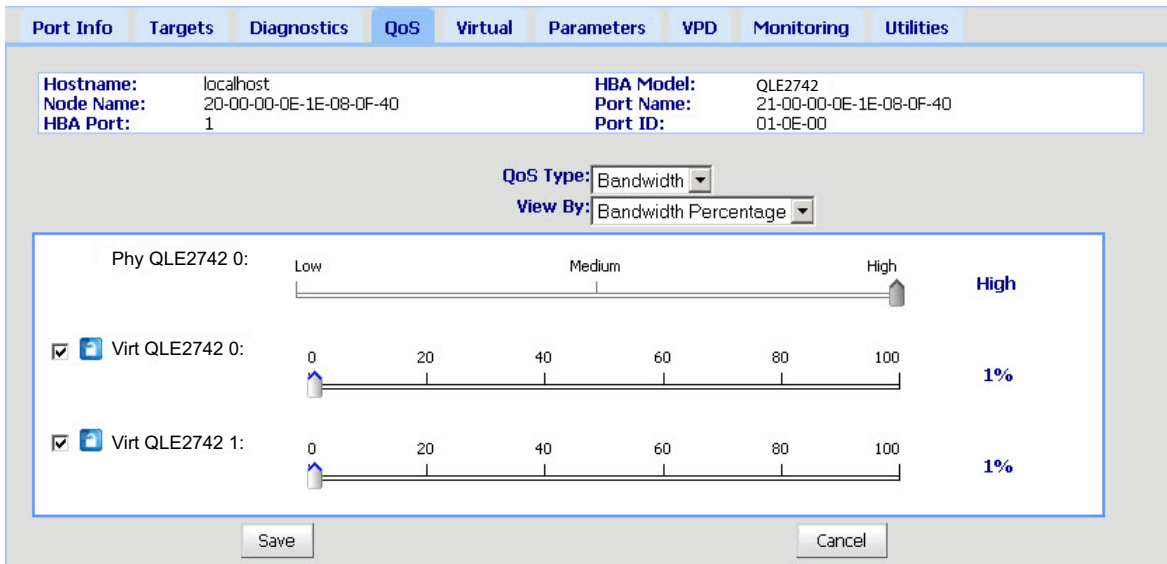 Port Info Targets Diagnostics QoS Virtual Parameters VPD Monitoring Utilities
Hostname: localhost HBA Model: QLE2742
Node Name: 20-00-00-0E-1E-08-0F-40 Port Name: 21-00-00-0E-1E-08-0F-40
HBA Port: 1 Port ID: 01-0E-00
QoS Type: Bandwidth
View By: Bandwidth Percentage
Phy QLE2742 0: Low Medium High High
Virt QLE2742 0: 0 20 40 60 80 100 1%
Virt QLE2742 1: 0 20 40 60 80 100 1%
Save Cancel